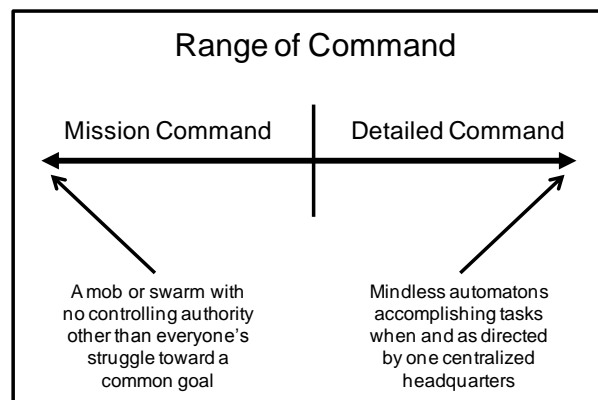 Range of Command
Mission Command
Detailed Command
A mob or swarm with
no controlling authority
other than everyone's
struggle toward a
common goal
Mindless automatons
accomplishing tasks
when and as directed
by one centralized
headquarters